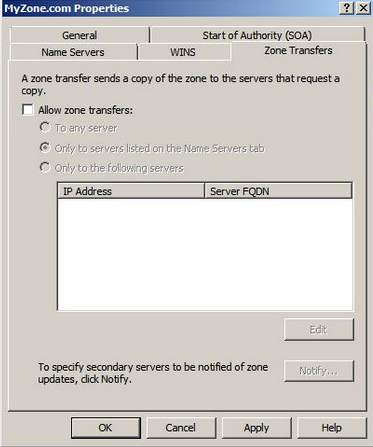 MyZone.com Properties
General
Start of Authority (SOA)
Name Servers
WINS
Zone Transfers
A zone transfer sends a copy of the zone to the servers that request a
copy.
Allow zone transfers:
To any server
Only to servers listed on the Name Servers tab
Only to the following servers
IP Address
Server FQDN
Edit
To specify secondary servers to be notified of zone
updates, click Notify.
Notify...
OK
Cancel
Apply
Help